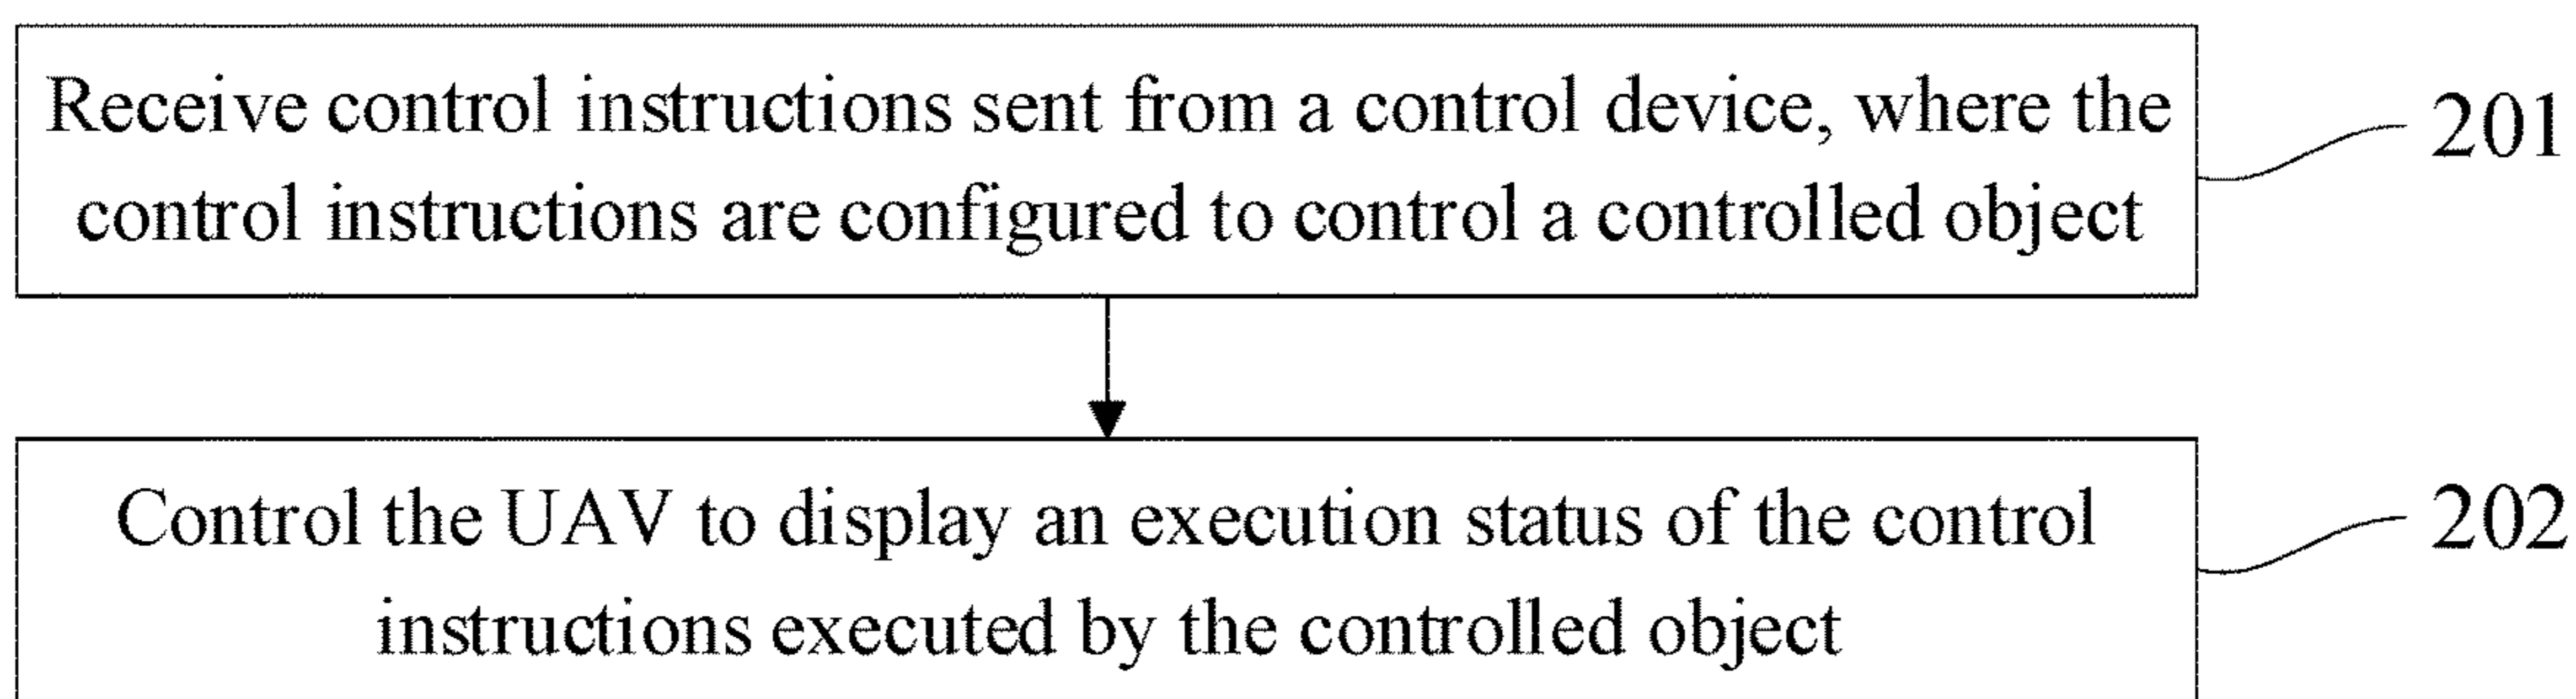 Receive control instructions sent from a control device, where the
control instructions are configured to control a controlled object
201
Control the UAV to display an execution status of the control
instructions executed by the controlled object
202